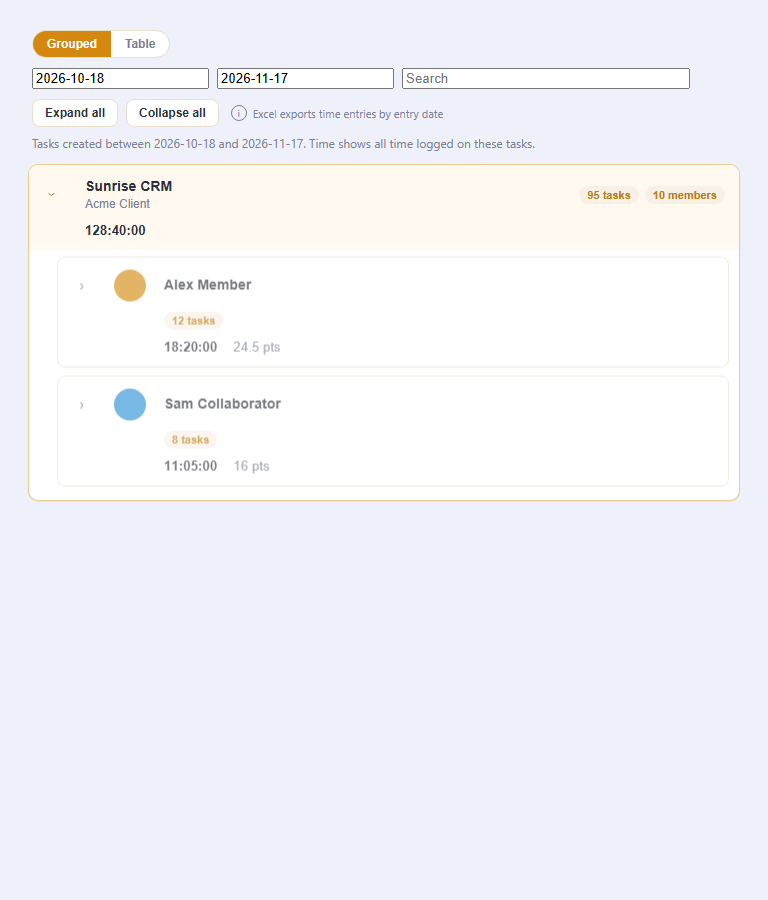 Grouped Table
2026-10-18 2026-11-17 Search
Expand all Collapse all i Excel exports time entries by entry date
Tasks created between 2026-10-18 and 2026-11-17. Time shows all time logged on these tasks.
Sunrise CRM
Acme Client
95 tasks 10 members
128:40:00
Alex Member
12 tasks
18:20:00 24.5 pts
Sam Collaborator
8 tasks
11:05:00 16 pts